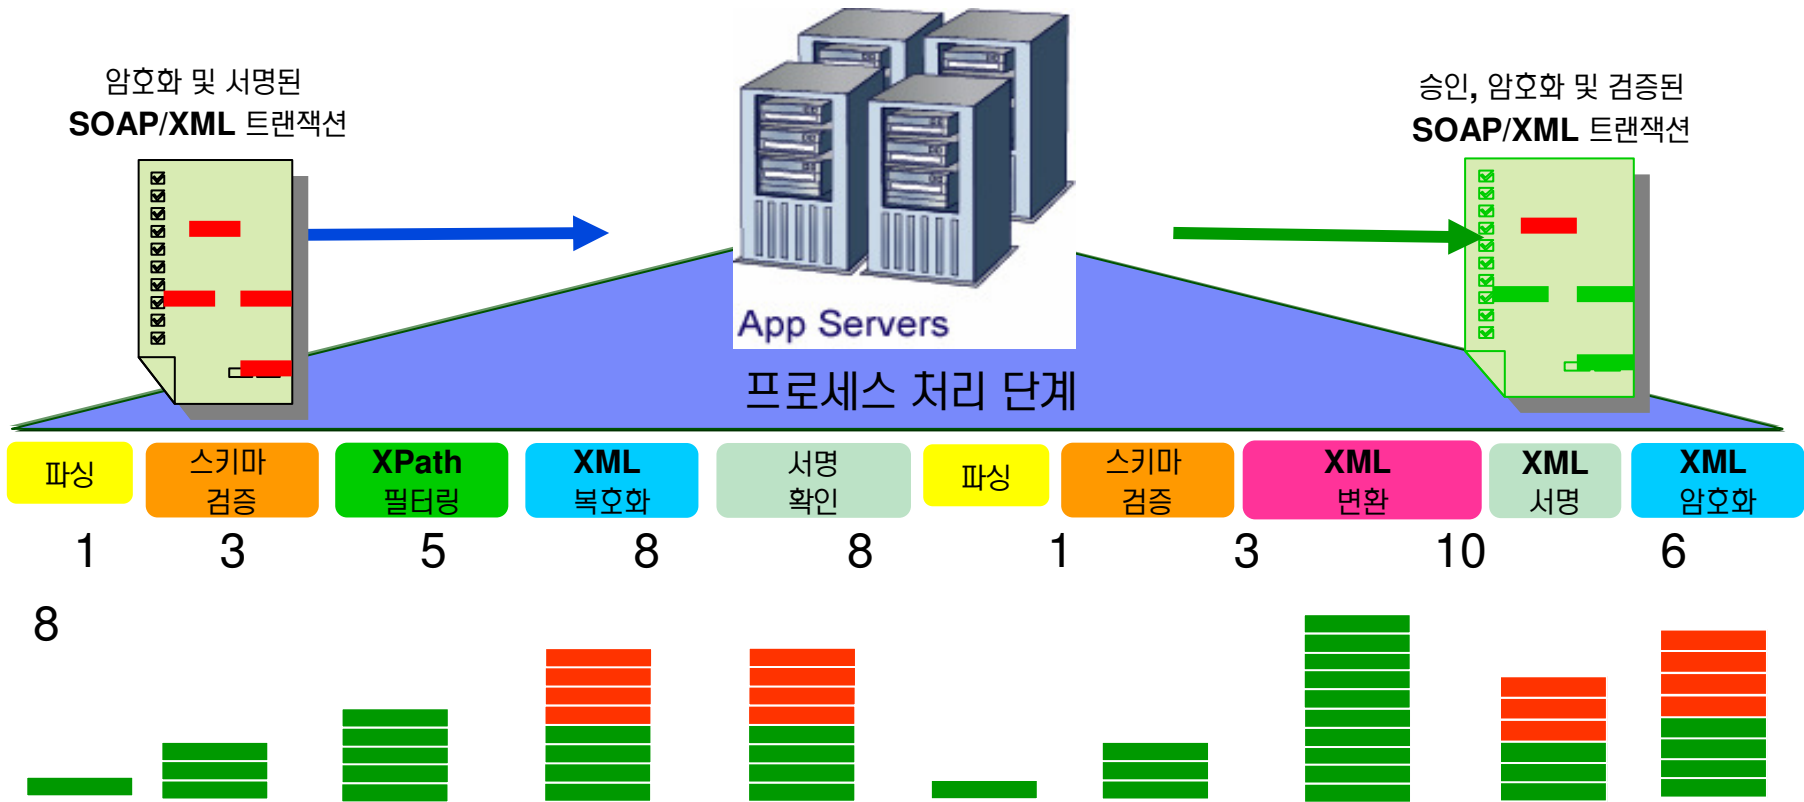 암호화 및 서명된
SOAP/XML 트랜잭션
승인, 암호화 및 검증된
SOAP/XML 트랜잭션
App Servers
프로세스 처리 단계
파싱
스키마
검증
XPath
필터링
XML
복호화
서명
확인
파싱
스키마
검증
XML
변환
XML
서명
XML
암호화
1 3 5 8 8 1 3 10 6
8